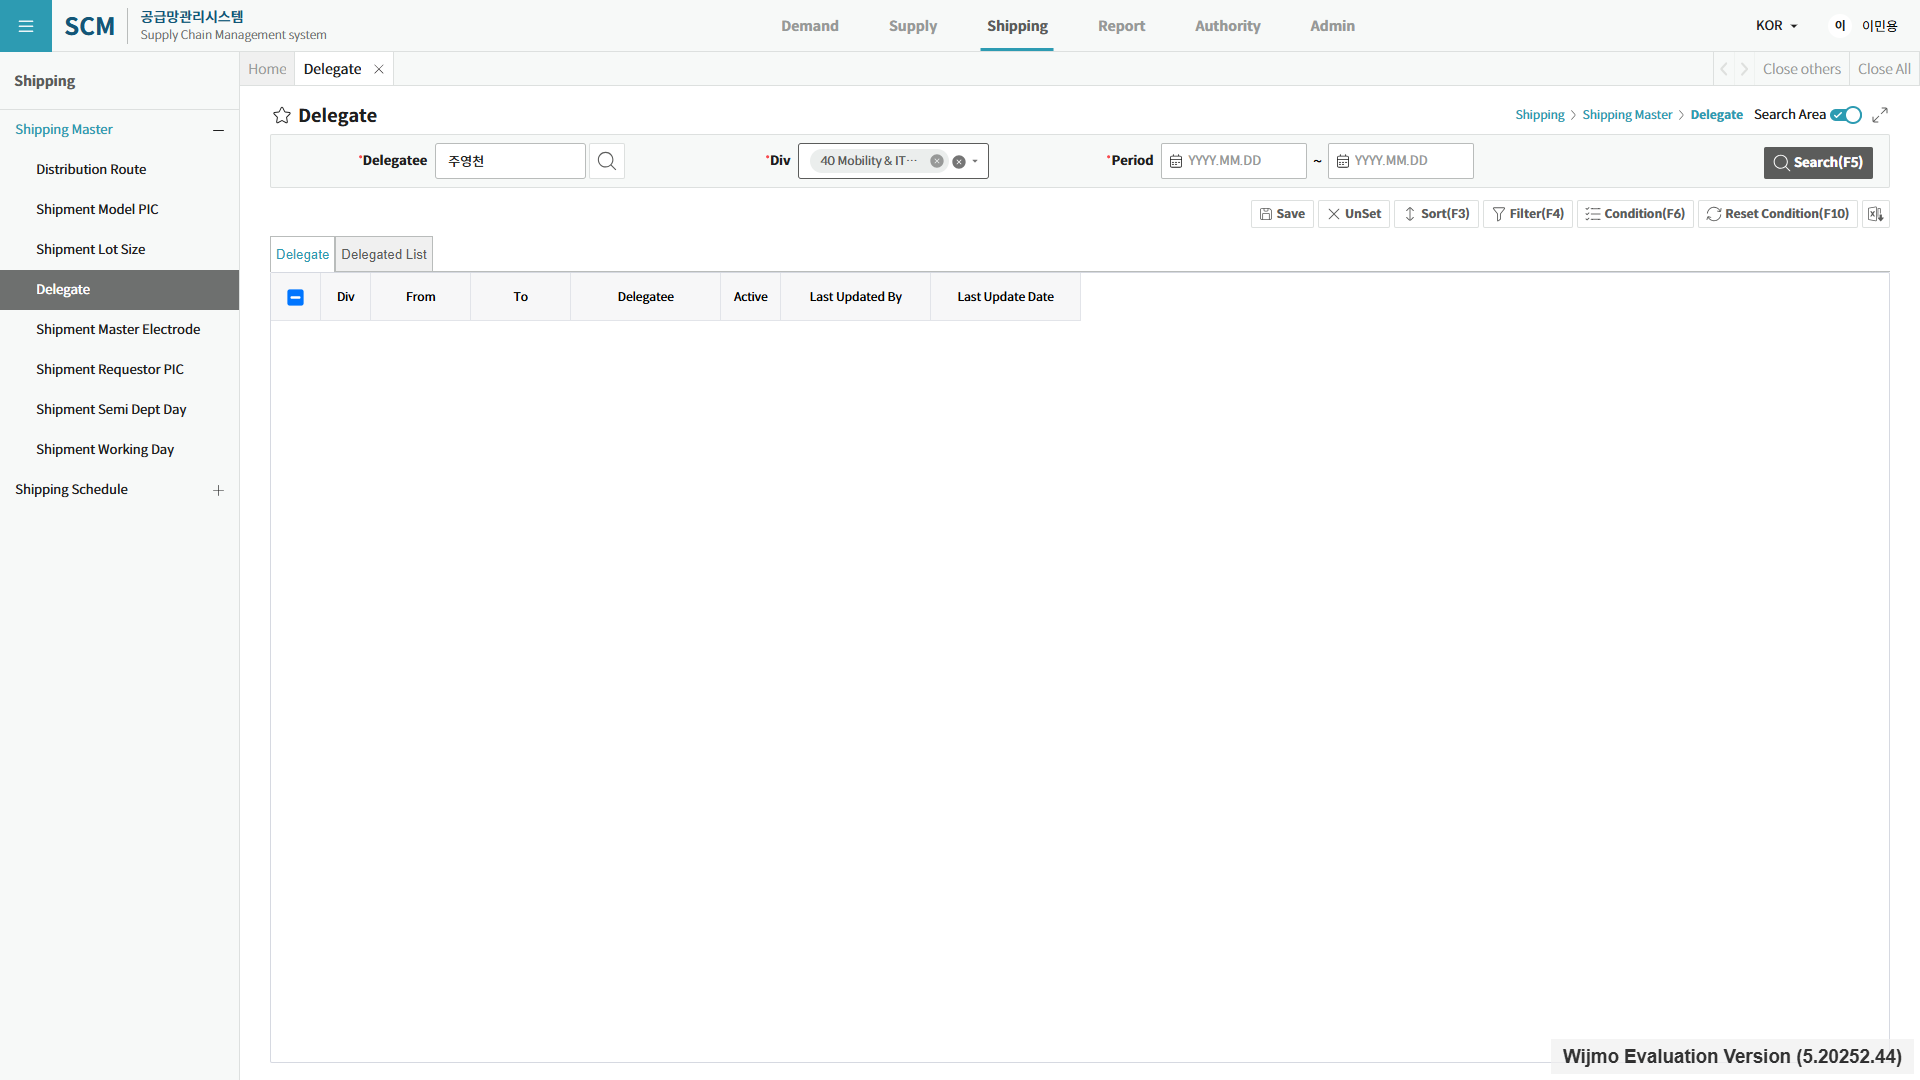 SCM 공급망관리시스템
Supply Chain Management system
Demand Supply Shipping Report Authority Admin
KOR 이 이민용
Shipping
Home Delegate Close others Close All
Shipping Master
Distribution Route
Shipment Model PIC
Shipment Lot Size
Delegate
Shipment Master Electrode
Shipment Requestor PIC
Shipment Semi Dept Day
Shipment Working Day
Shipping Schedule
Delegate
Shipping > Shipping Master > Delegate Search Area
*Delegatee 주영천 *Div 40 Mobility & IT··· *Period YYYY.MM.DD ~ YYYY.MM.DD Search(F5)
Save UnSet Sort(F3) Filter(F4) Condition(F6) Reset Condition(F10)
Delegate Delegated List
Div From To Delegatee Active Last Updated By Last Update Date
Wijmo Evaluation Version (5.20252.44)